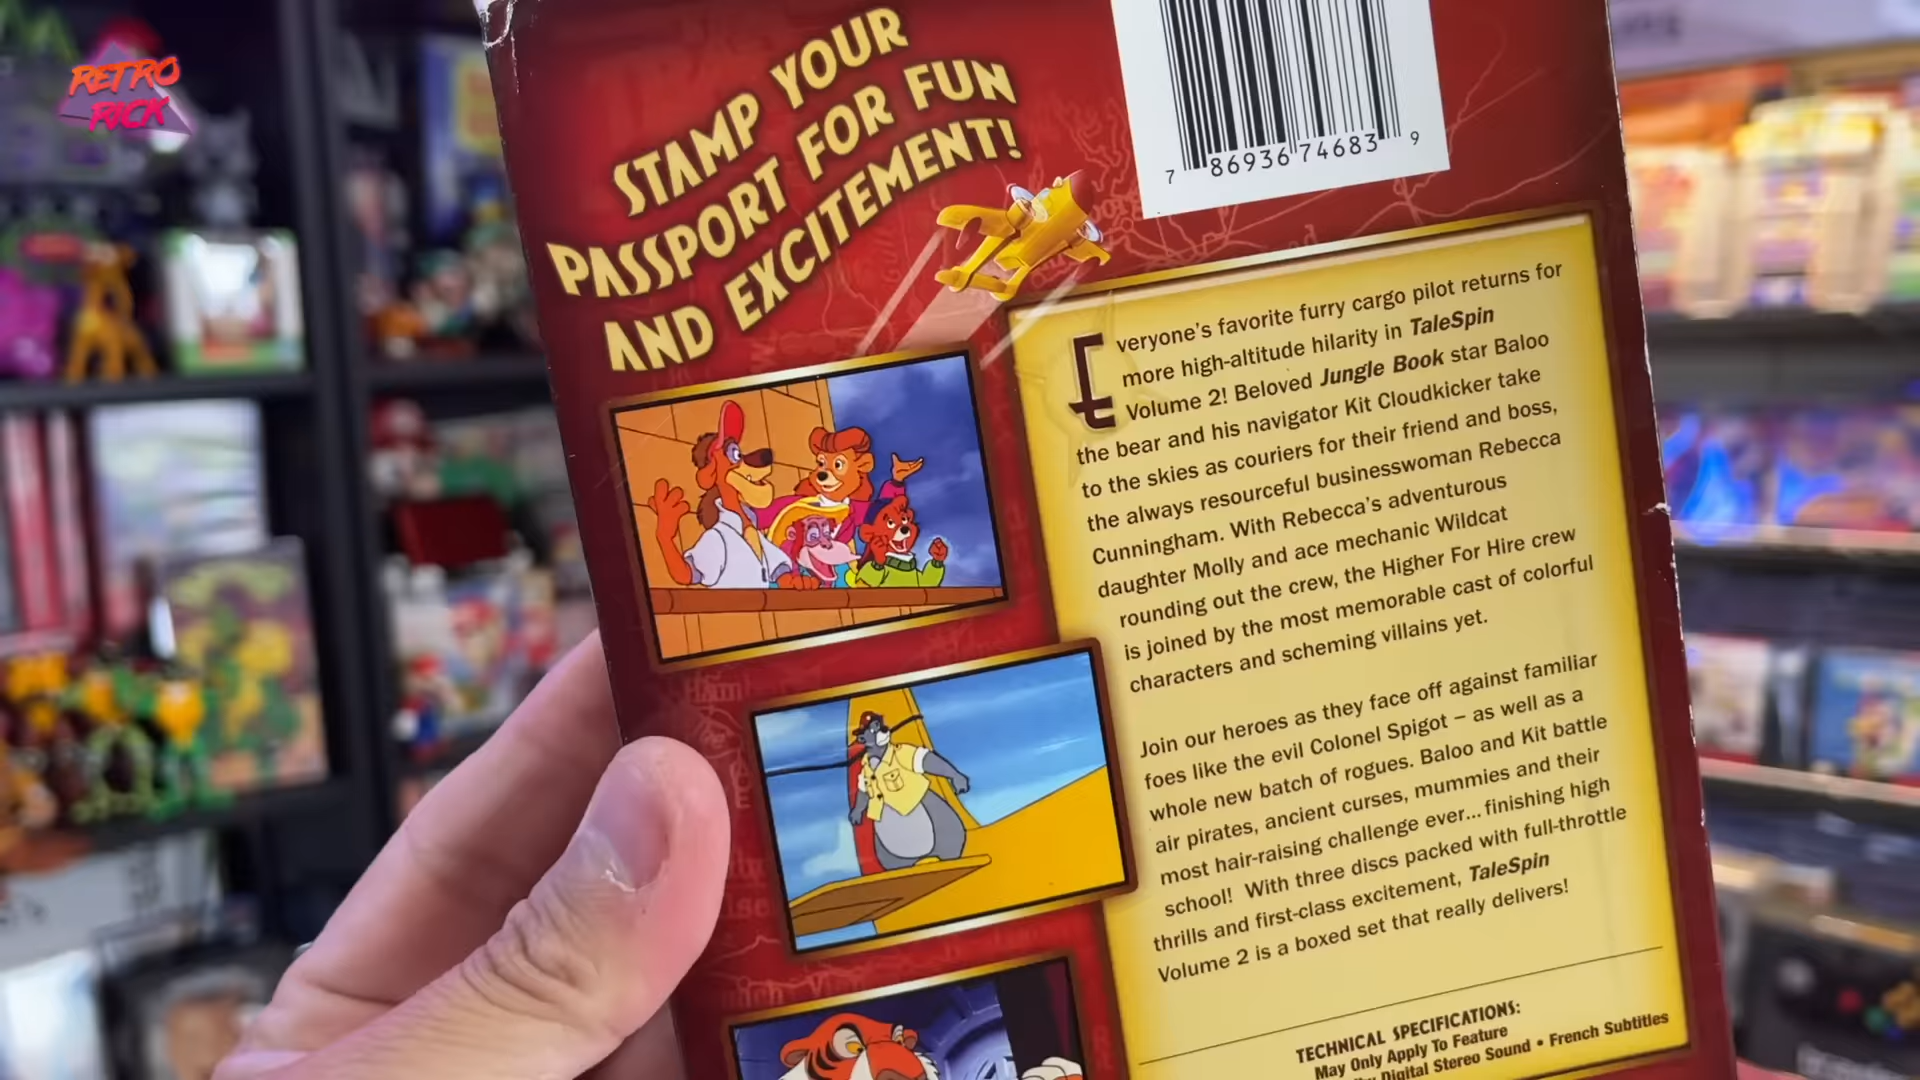 RETRO
RICK
STAMP YOUR
PASSPORT FOR FUN
AND EXCITEMENT!
7 86936 74683 9
Everyone's favorite furry cargo pilot returns for
more high-altitude hilarity in TaleSpin
Volume 2! Beloved Jungle Book star Baloo
the bear and his navigator Kit Cloudkicker take
to the skies as couriers for their friend and boss,
the always resourceful businesswoman Rebecca
Cunningham. With Rebecca's adventurous
daughter Molly and ace mechanic Wildcat
rounding out the crew, the Higher For Hire crew
is joined by the most memorable cast of colorful
characters and scheming villains yet.
Join our heroes as they face off against familiar
foes like the evil Colonel Spigot – as well as a
whole new batch of rogues. Baloo and Kit battle
air pirates, ancient curses, mummies and their
most hair-raising challenge ever... finishing high
school! With three discs packed with full-throttle
thrills and first-class excitement, TaleSpin
Volume 2 is a boxed set that really delivers!
TECHNICAL SPECIFICATIONS:
May Only Apply To Feature
Digital Stereo Sound • French Subtitles